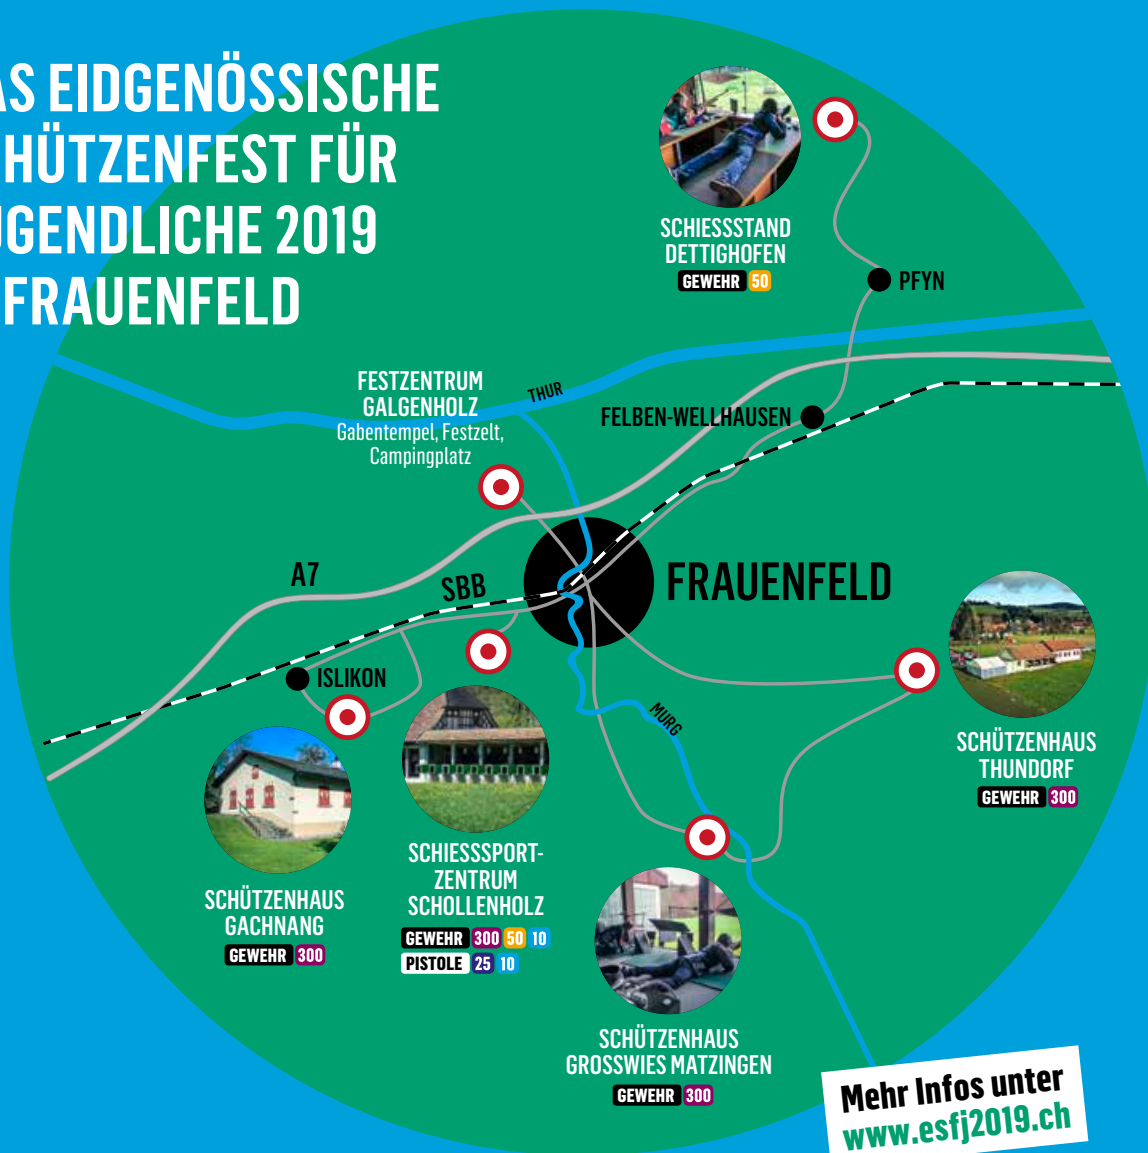 AS EIDGENÖSSISCHE
HÜTZENFEST FÜR
UGENDLICHE 2019
FRAUENFELD
SCHIESSSTAND
DETTIGHOFEN
GEWEHR 50
PFYN
FESTZENTRUM
GALGENHOLZ
Gabentempel, Festzelt,
Campingplatz
THUR
FELBEN-WELLHAUSEN
A7
SBB
FRAUENFELD
ISLIKON
MURG
SCHÜTZENHAUS
THUNDORF
GEWEHR 300
SCHÜTZENHAUS
GACHNANG
GEWEHR 300
SCHIESSSPORT-
ZENTRUM
SCHOLLENHOLZ
GEWEHR 300 50 10
PISTOLE 25 10
SCHÜTZENHAUS
GROSSWIES MATZINGEN
GEWEHR 300
Mehr Infos unter
www.esfj2019.ch